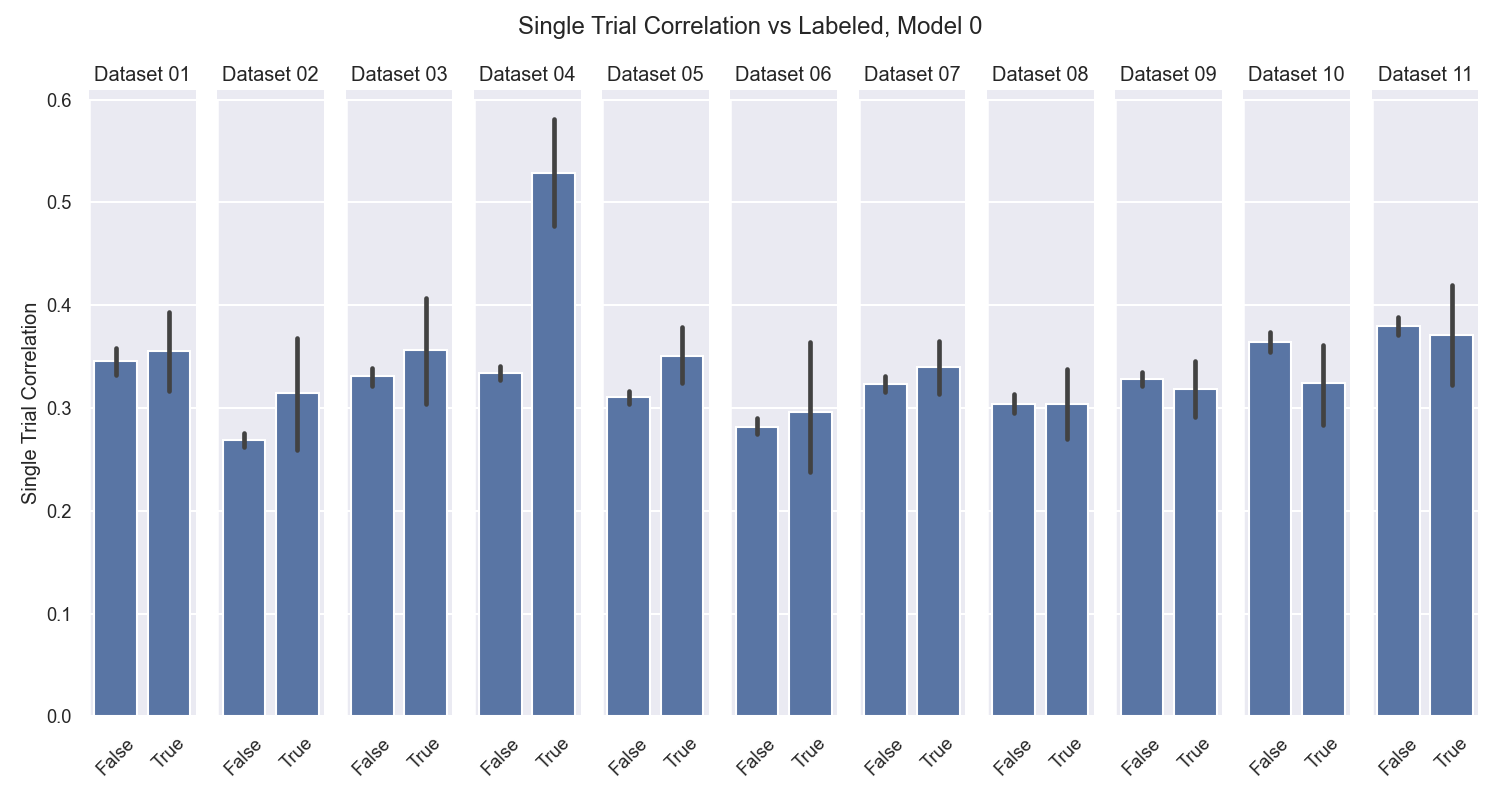 Single Trial Correlation vs Labeled, Model 0
Dataset 01 Dataset 02 Dataset 03 Dataset 04 Dataset 05 Dataset 06 Dataset 07 Dataset 08 Dataset 09 Dataset 10 Dataset 11
0.6
0.5
0.4
0.3
0.2
0.1
0.0
Single Trial Correlation
False True False True False True False True False True False True False True False True False True False True False True